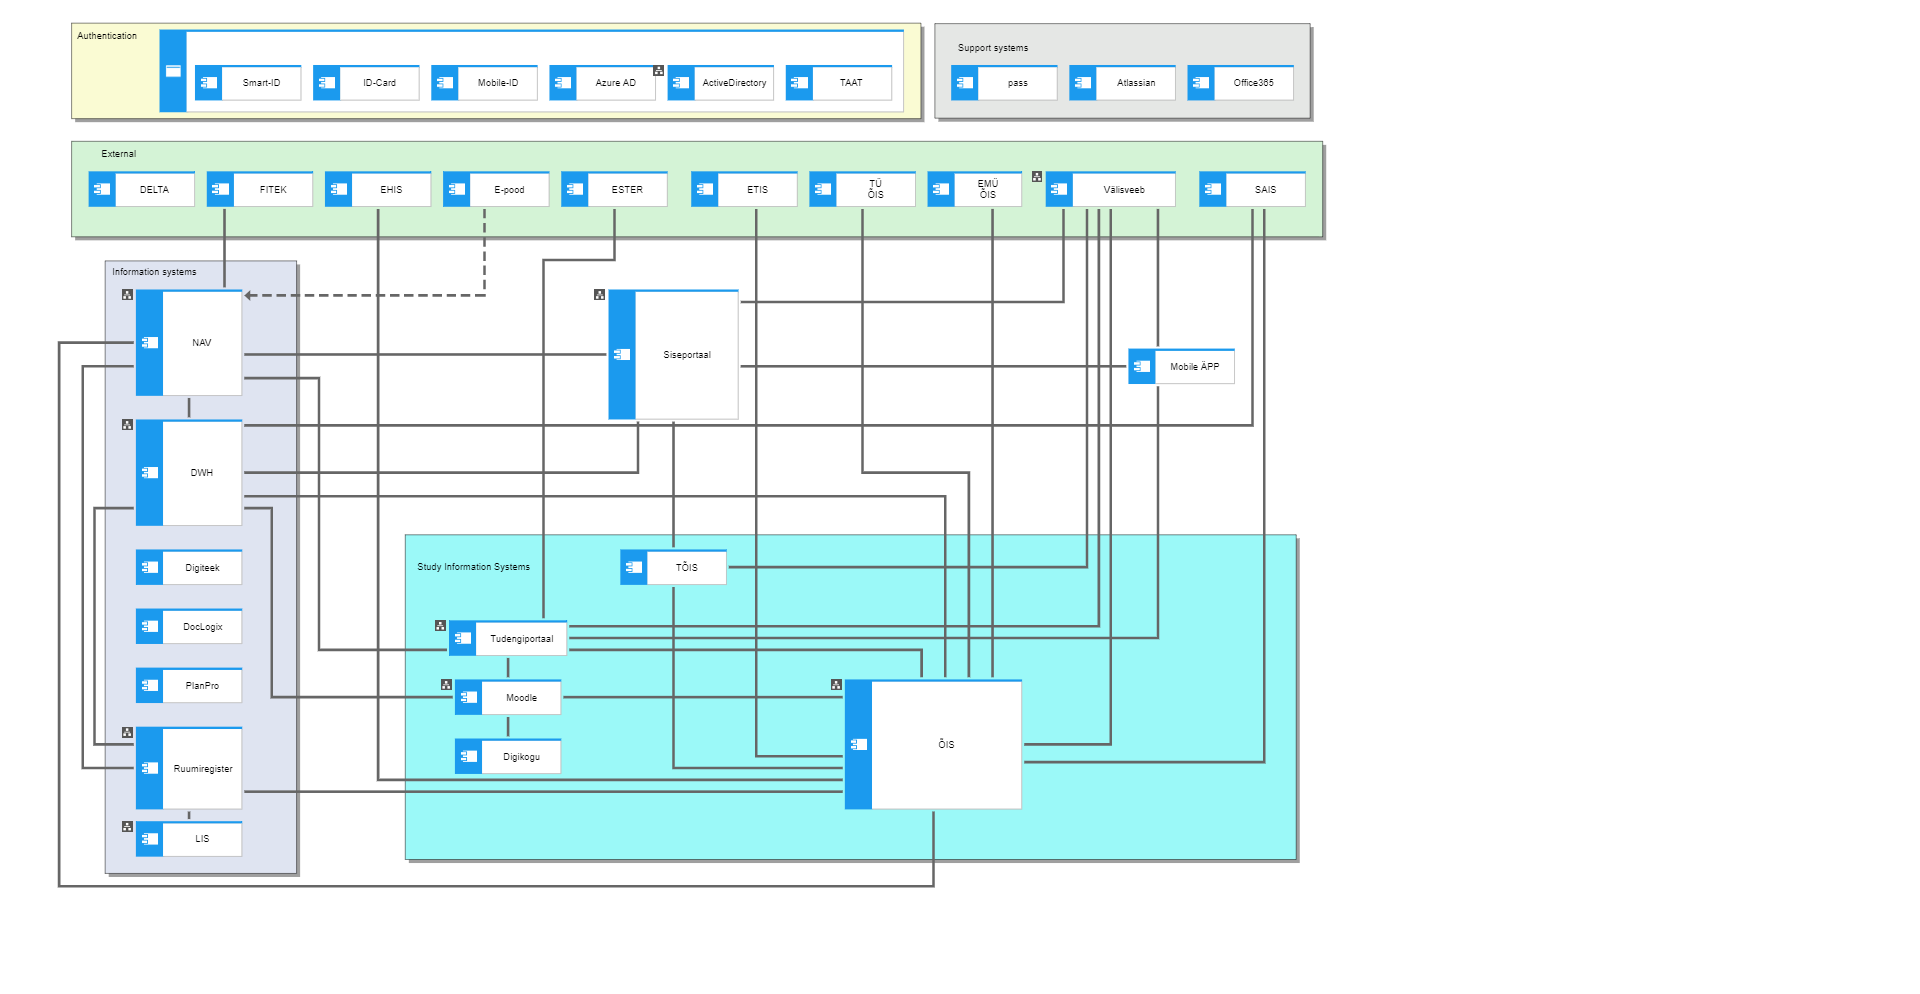 Authentication
Smart-ID
ID-Card
Mobile-ID
Azure AD
ActiveDirectory
TAAT
Support systems
pass
Atlassian
Office365
External
DELTA
FITEK
EHIS
E-pood
ESTER
ETIS
TÜ
ÕIS
EMÜ
ÕIS
Välisveeb
SAIS
Information systems
NAV
Siseportaal
Mobile ÄPP
DWH
Digiteek
DocLogix
PlanPro
Ruumiregister
LIS
Study Information Systems
TÕIS
Tudengiportaal
Moodle
Digikogu
ÕIS